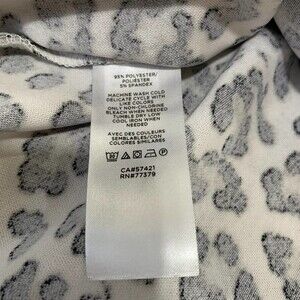 95% POLYESTER/
POLIÉSTER
5% SPANDEX
MACHINE WASH COLD
DELICATE CYCLE WITH
LIKE COLORS
ONLY NON-CHLORINE
BLEACH WHEN NEEDED
TUMBLE DRY LOW
COOL IRON WHEN
NEEDED
AVEC DES COULEURS
SEMBLABLES/CON
COLORES SIMILARES
CA#57421
RN#77379